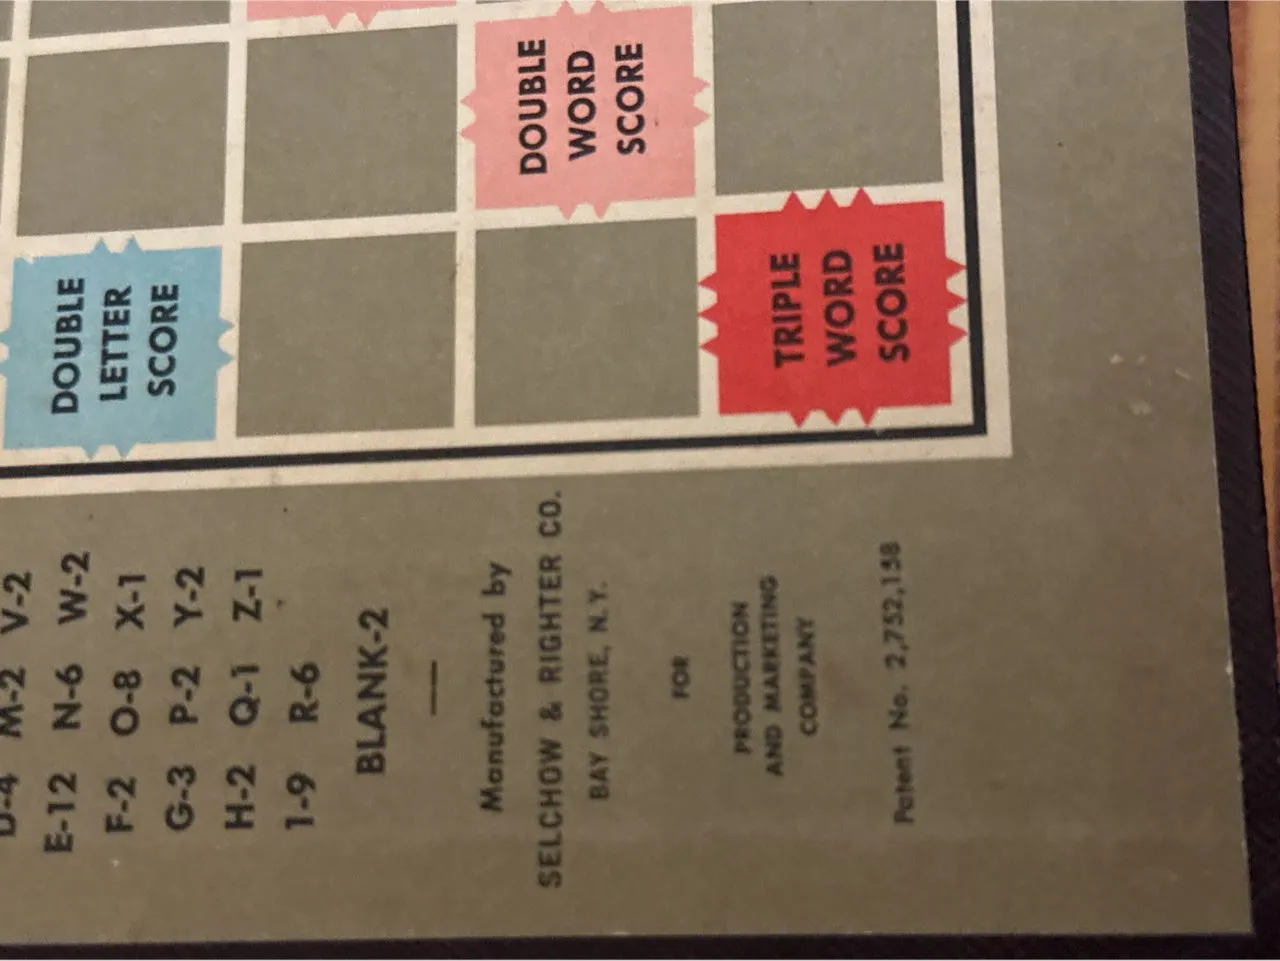 DOUBLE
WORD
SCORE
DOUBLE
LETTER
SCORE
TRIPLE
WORD
SCORE
D-4 M-2 V-2
E-12 N-6 W-2
F-2 O-8 X-1
G-3 P-2 Y-2
H-2 Q-1 Z-1
I-9 R-6
BLANK-2
Manufactured by
SELCHOW & RIGHTER CO.
BAY SHORE, N.Y.
FOR
PRODUCTION
AND MARKETING
COMPANY
Patent No. 2,752,158